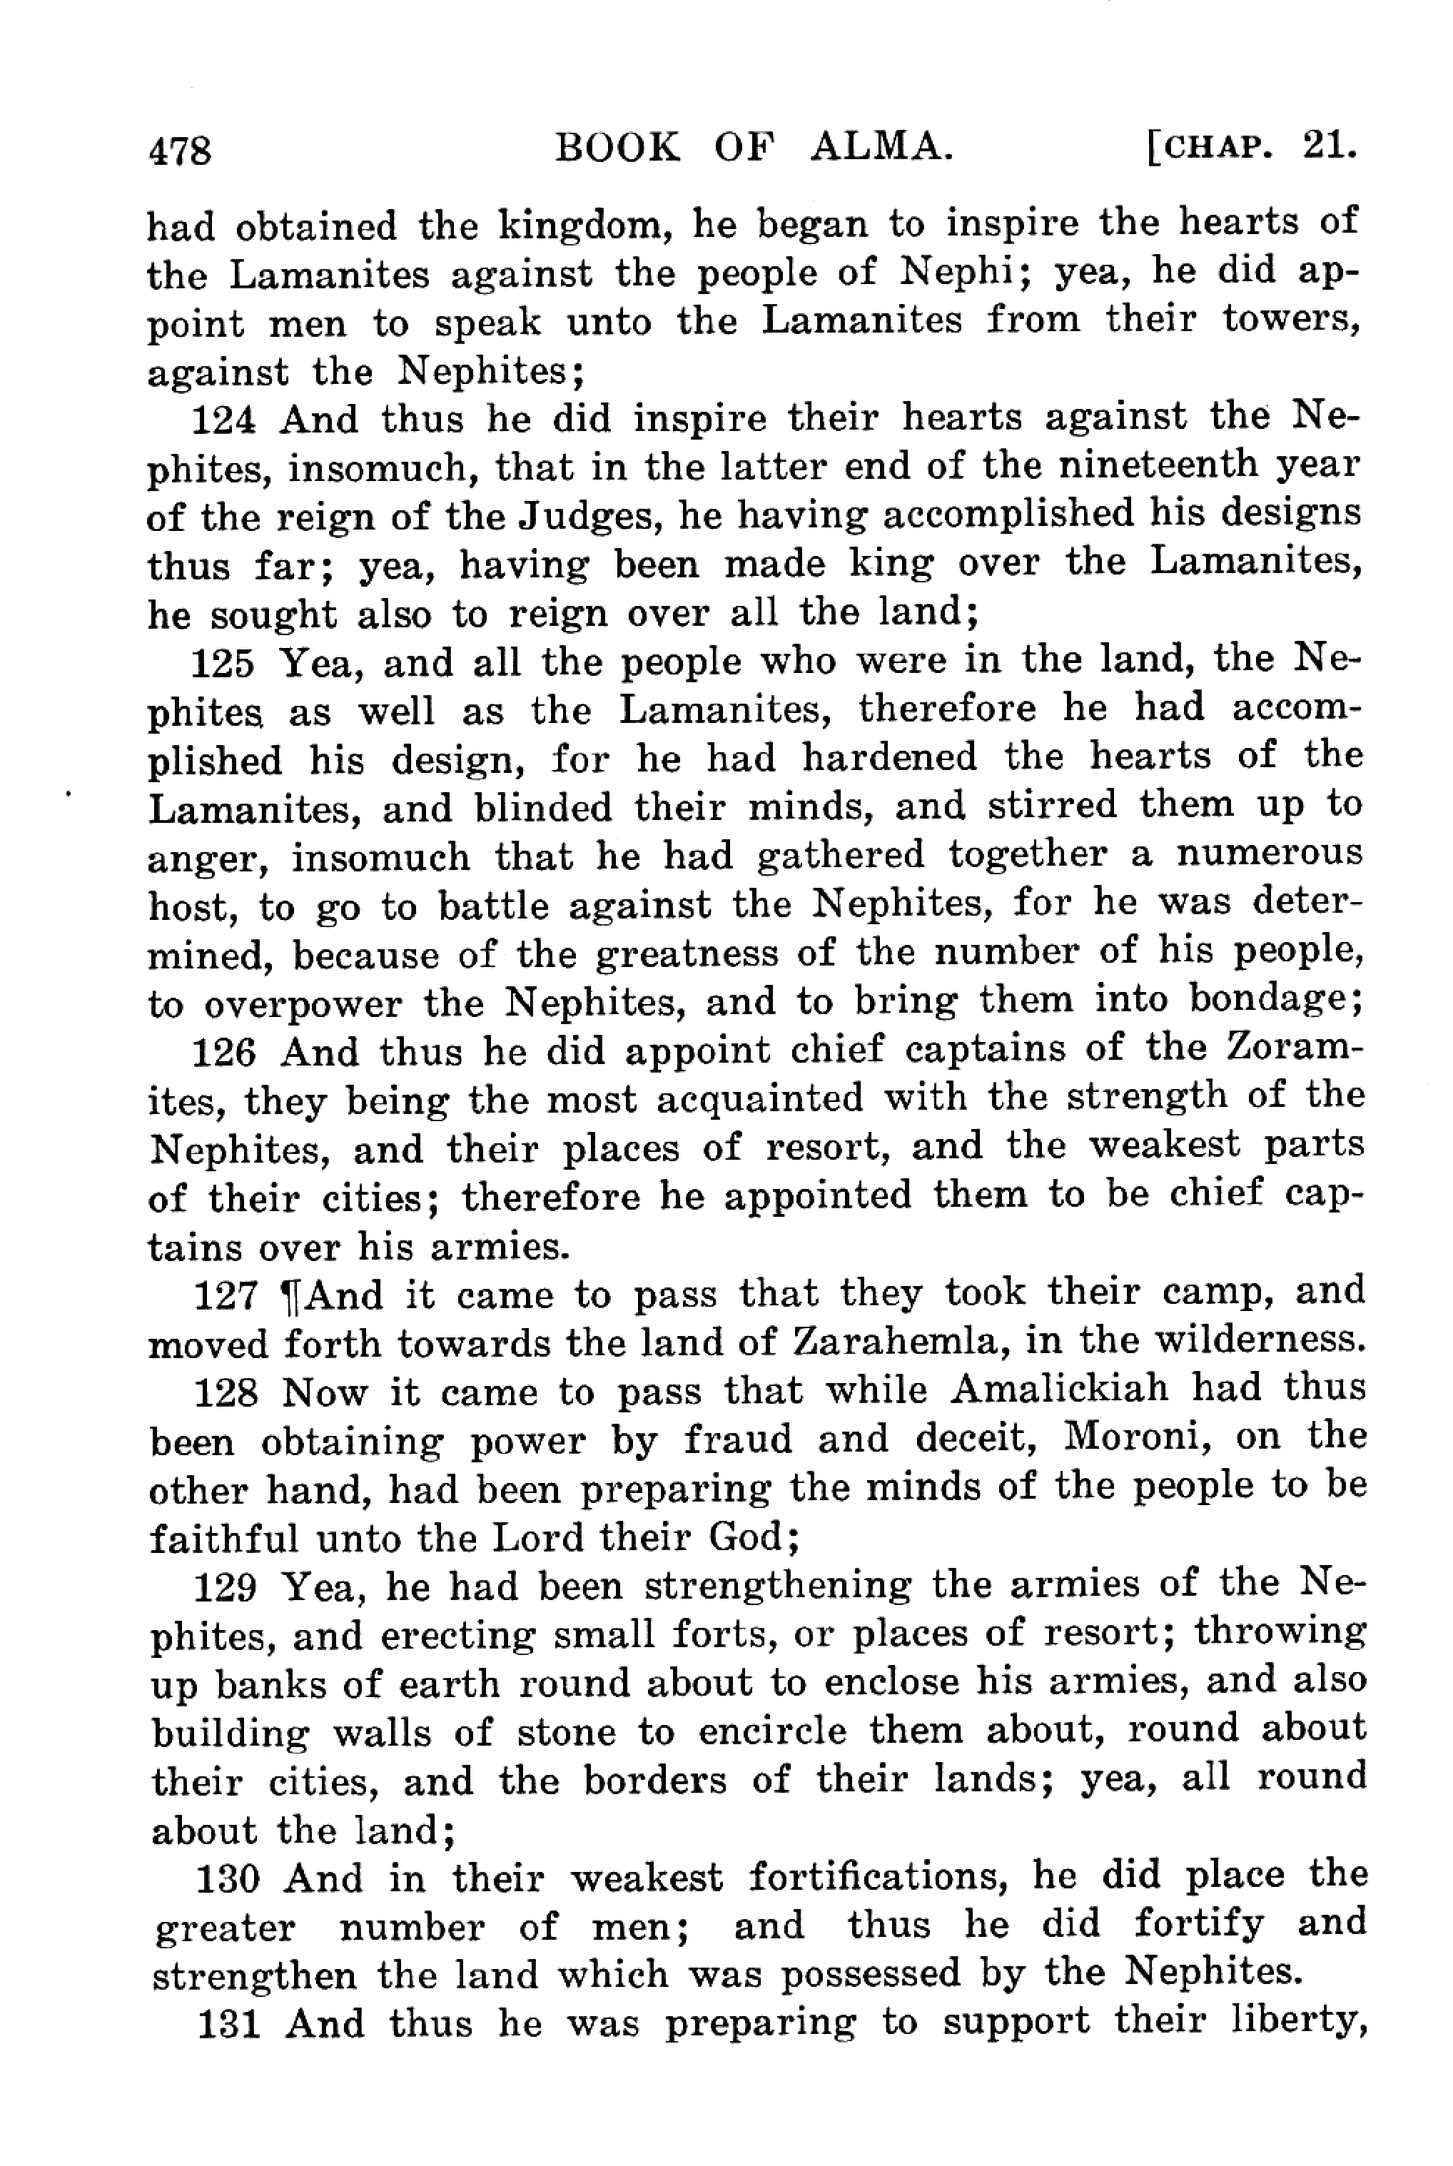 478 BOOK OF ALMA. [CHAP. 21.
had obtained the kingdom, he began to inspire the hearts of
the Lamanites against the people of Nephi; yea, he did ap-
point men to speak unto the Lamanites from their towers,
against the Nephites;
124 And thus he did inspire their hearts against the Ne-
phites, insomuch, that in the latter end of the nineteenth year
of the reign of the Judges, he having accomplished his designs
thus far; yea, having been made king over the Lamanites,
he sought also to reign over all the land;
125 Yea, and all the people who were in the land, the Ne-
phites as well as the Lamanites, therefore he had accom-
plished his design, for he had hardened the hearts of the
Lamanites, and blinded their minds, and stirred them up to
anger, insomuch that he had gathered together a numerous
host, to go to battle against the Nephites, for he was deter-
mined, because of the greatness of the number of his people,
to overpower the Nephites, and to bring them into bondage;
126 And thus he did appoint chief captains of the Zoram-
ites, they being the most acquainted with the strength of the
Nephites, and their places of resort, and the weakest parts
of their cities; therefore he appointed them to be chief cap-
tains over his armies.
127 ¶And it came to pass that they took their camp, and
moved forth towards the land of Zarahemla, in the wilderness.
128 Now it came to pass that while Amalickiah had thus
been obtaining power by fraud and deceit, Moroni, on the
other hand, had been preparing the minds of the people to be
faithful unto the Lord their God;
129 Yea, he had been strengthening the armies of the Ne-
phites, and erecting small forts, or places of resort; throwing
up banks of earth round about to enclose his armies, and also
building walls of stone to encircle them about, round about
their cities, and the borders of their lands; yea, all round
about the land;
130 And in their weakest fortifications, he did place the
greater number of men; and thus he did fortify and
strengthen the land which was possessed by the Nephites.
131 And thus he was preparing to support their liberty,